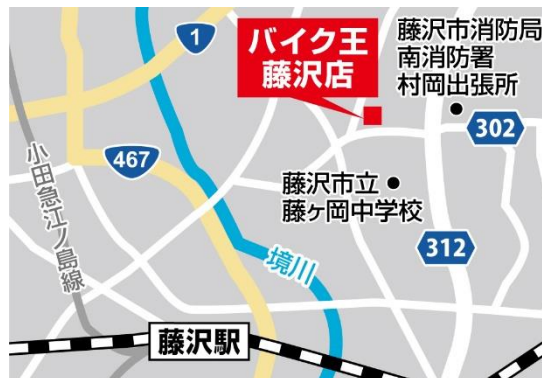 1
バイク王
藤沢店
藤沢市消防局
南消防署
村岡出張所
302
467
小田急江ノ島線
藤沢市立
藤ヶ岡中学校
312
境川
藤沢駅